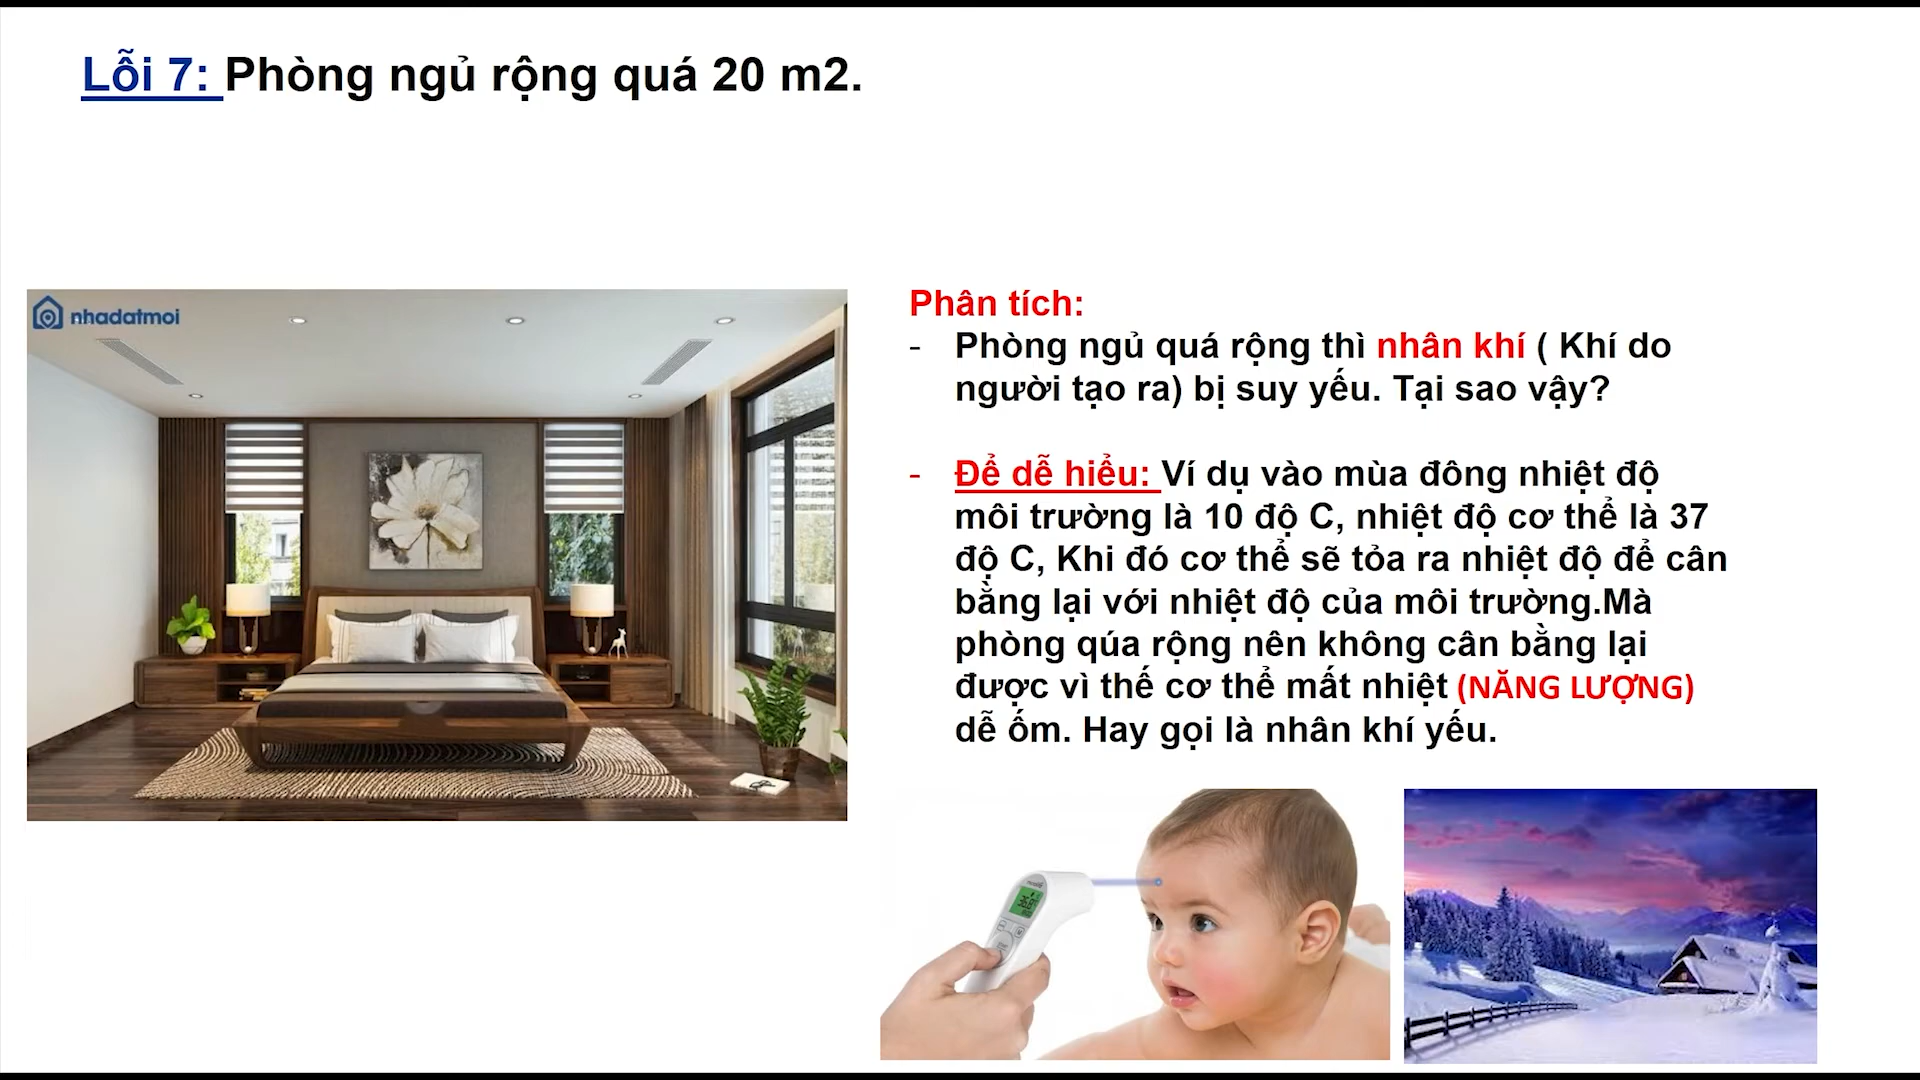 Lỗi 7: Phòng ngủ rộng quá 20 m2.
nhadatmoi
Phân tích:
- Phòng ngủ quá rộng thì nhân khí ( Khí do
người tạo ra) bị suy yếu. Tại sao vậy?
- Để dễ hiểu: Ví dụ vào mùa đông nhiệt độ
môi trường là 10 độ C, nhiệt độ cơ thể là 37
độ C, Khi đó cơ thể sẽ tỏa ra nhiệt độ để cân
bằng lại với nhiệt độ của môi trường.Mà
phòng qúa rộng nên không cân bằng lại
được vì thế cơ thể mất nhiệt (NĂNG LƯỢNG)
dễ ốm. Hay gọi là nhân khí yếu.